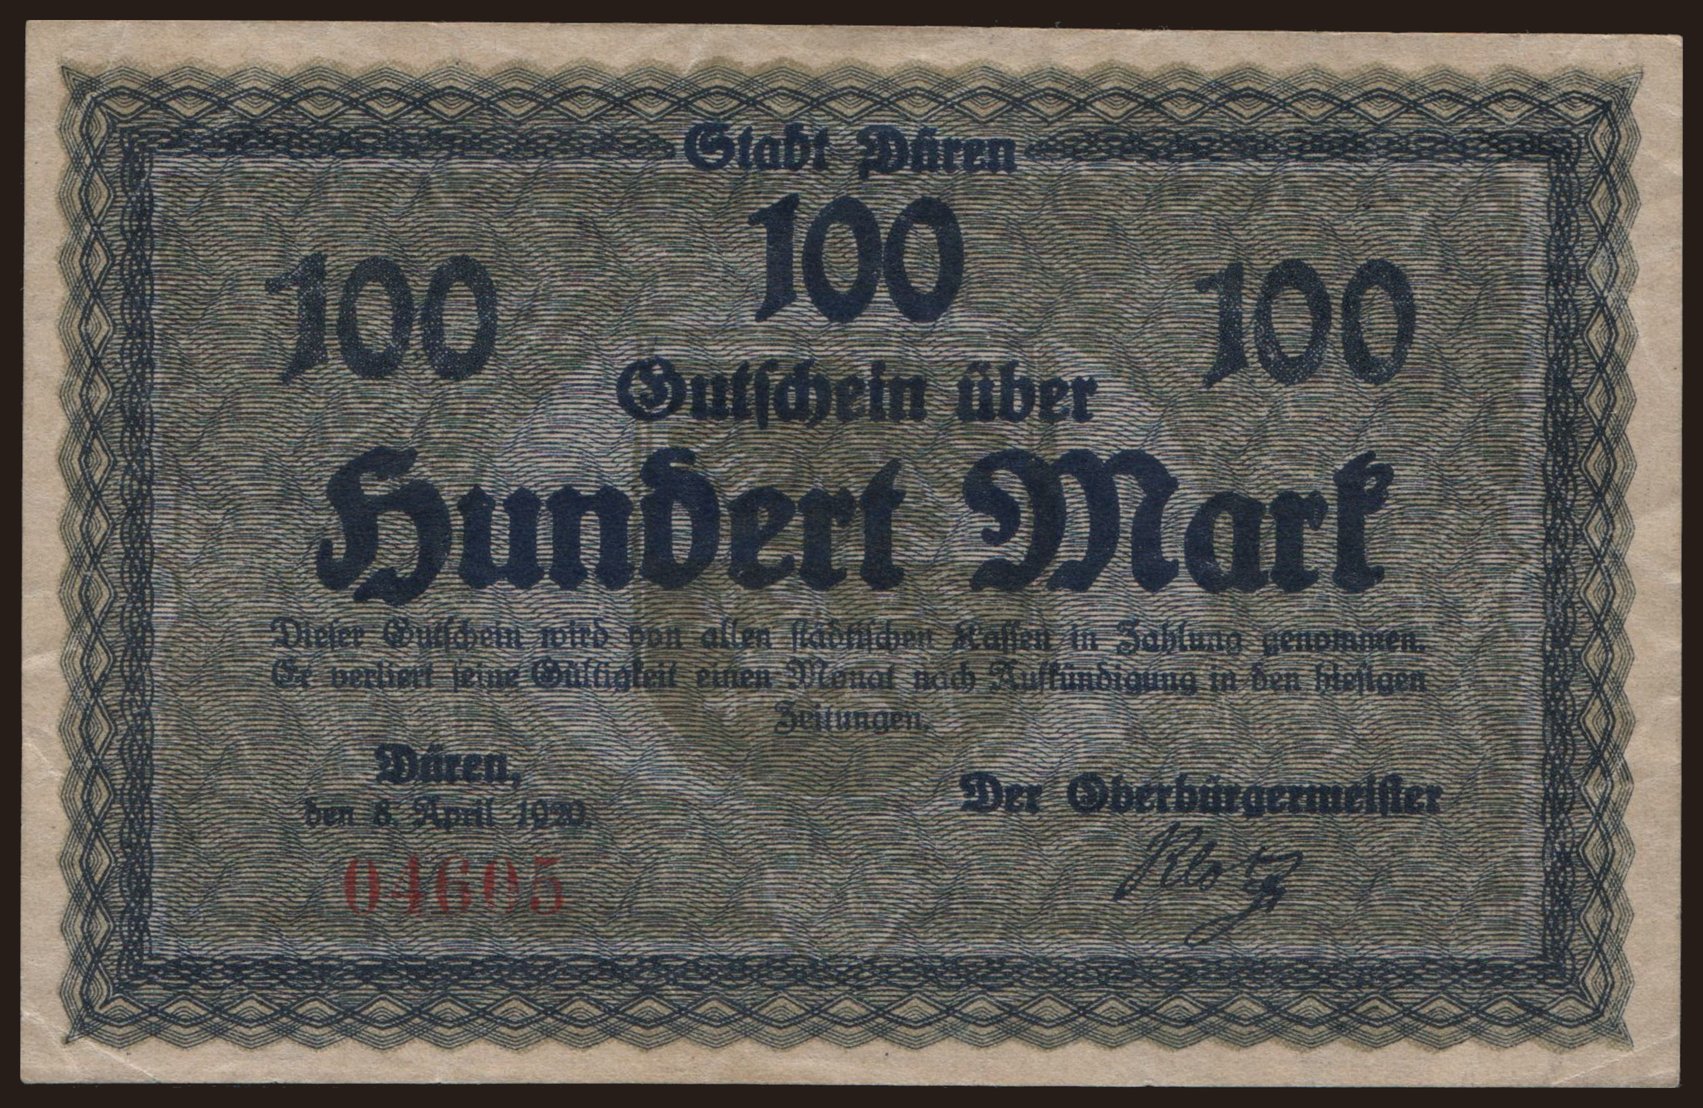 Stadt Düren
100
100
100
Gutschein über
Hundert Mark
Dieser Gutschein wird von allen städtischen Kassen in Zahlung genommen.
Er verliert seine Gültigkeit einen Monat nach Aufkündigung in den hiesigen
Zeitungen.
Düren,
den 8. April 1920.
Der Oberbürgermeister
Klotz
04605